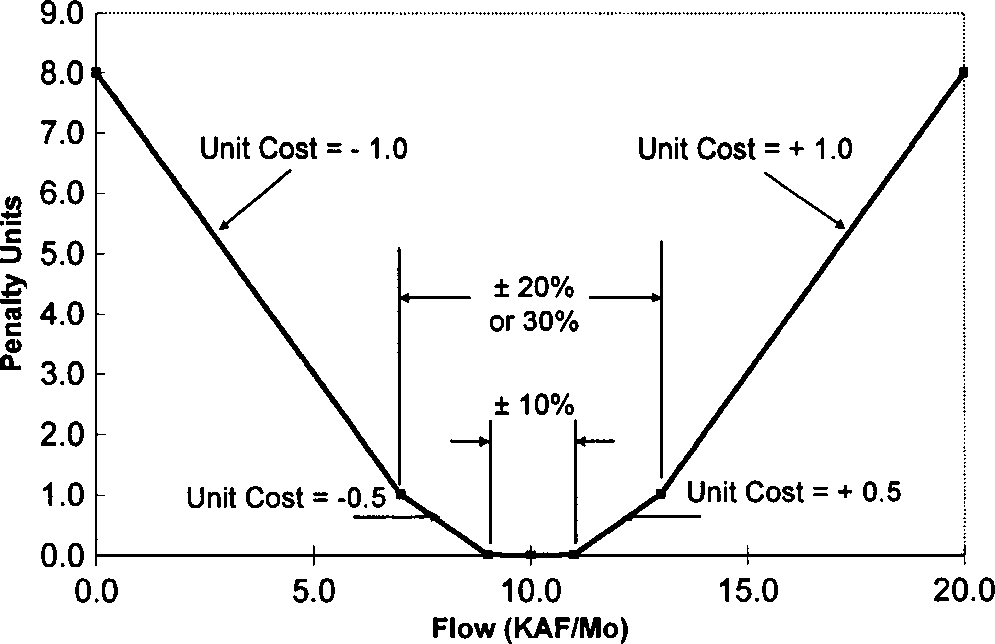 9.0
8.0
7.0
6.0
5.0
4.0
3.0
2.0
1.0
0.0
Penalty Units
Unit Cost = - 1.0
Unit Cost = + 1.0
± 20%
or 30%
± 10%
Unit Cost = -0.5
Unit Cost = + 0.5
0.0 5.0 10.0 15.0 20.0
Flow (KAF/Mo)